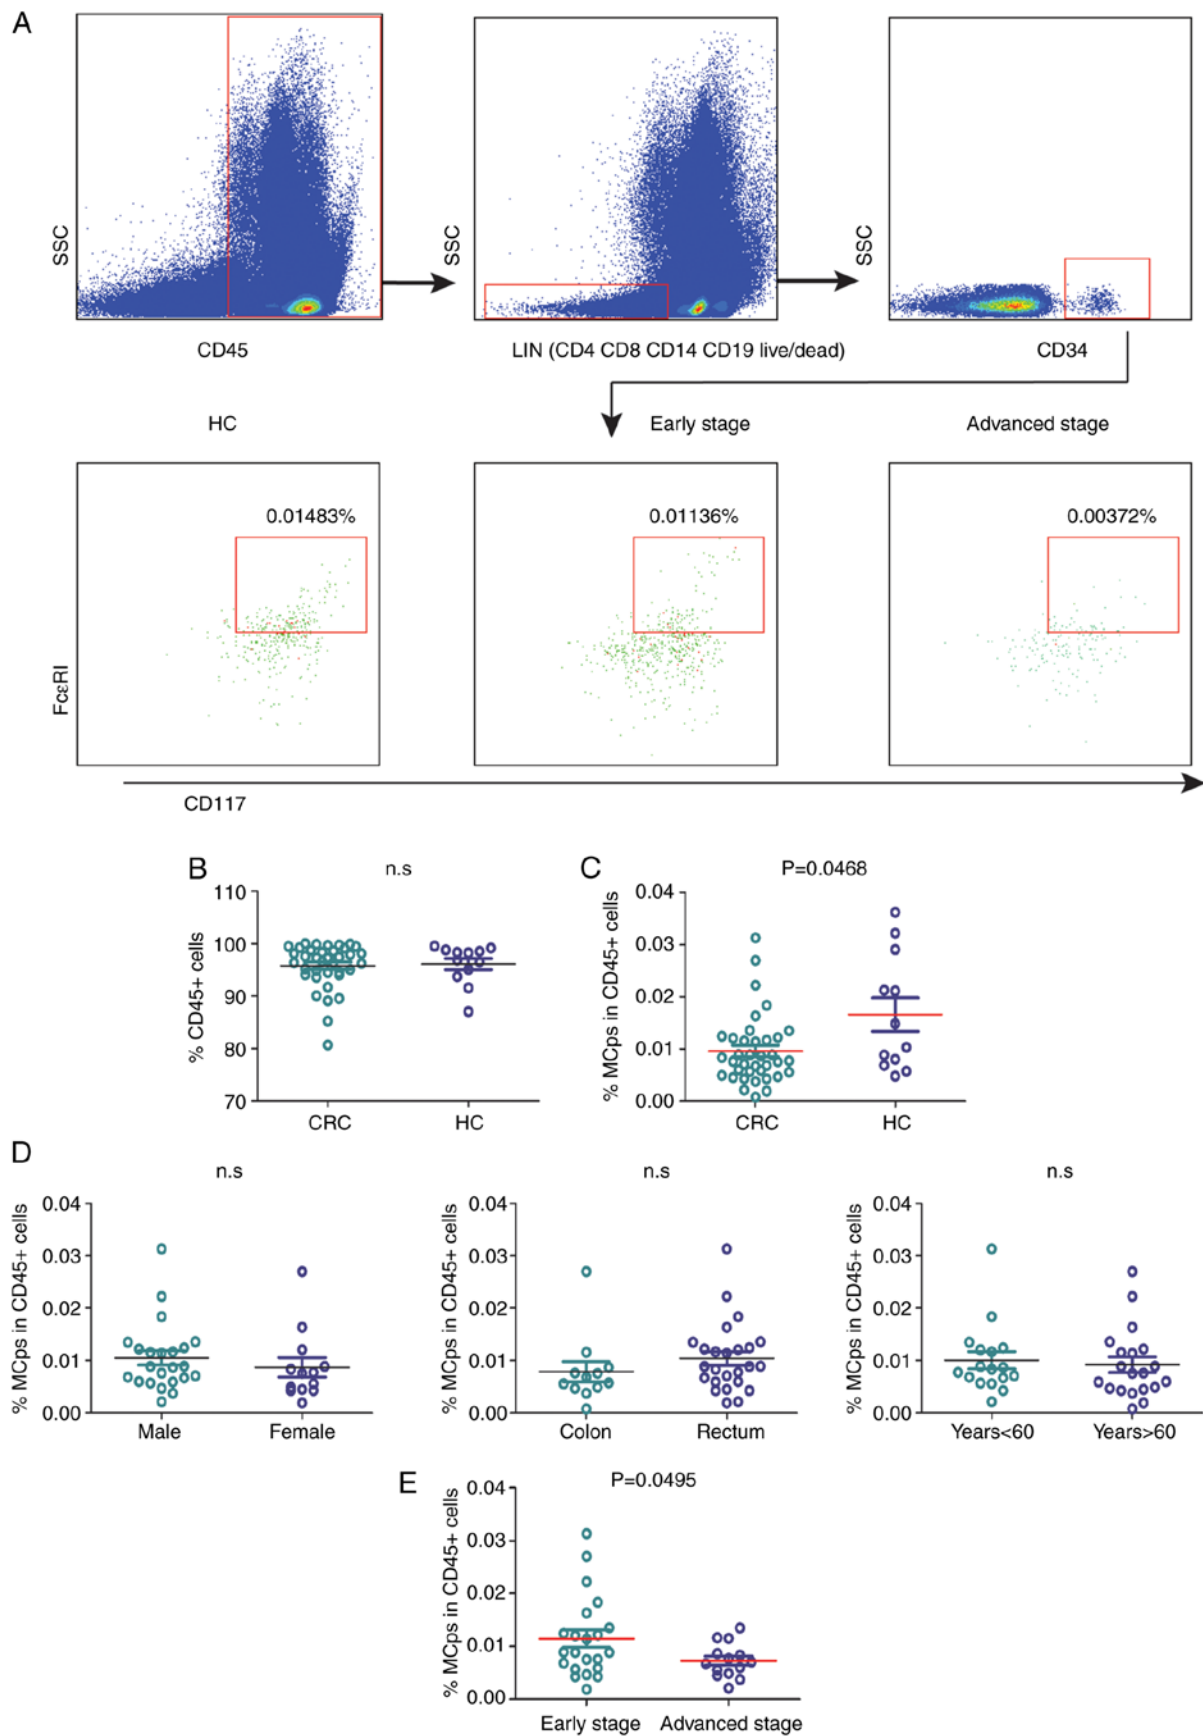 A
SSC
SSC
SSC
CD45
LIN (CD4 CD8 CD14 CD19 live/dead)
CD34
HC
Early stage
Advanced stage
0.01483%
0.01136%
0.00372%
FcεRI
CD117
B
n.s
% CD45+ cells
110
100
90
80
70
CRC
HC
C
P=0.0468
% MCps in CD45+ cells
0.04
0.03
0.02
0.01
0.00
CRC
HC
D
n.s
% MCps in CD45+ cells
0.04
0.03
0.02
0.01
0.00
Male
Female
n.s
% MCps in CD45+ cells
0.04
0.03
0.02
0.01
0.00
Colon
Rectum
n.s
% MCps in CD45+ cells
0.04
0.03
0.02
0.01
0.00
Years<60
Years>60
E
P=0.0495
% MCps in CD45+ cells
0.04
0.03
0.02
0.01
0.00
Early stage
Advanced stage